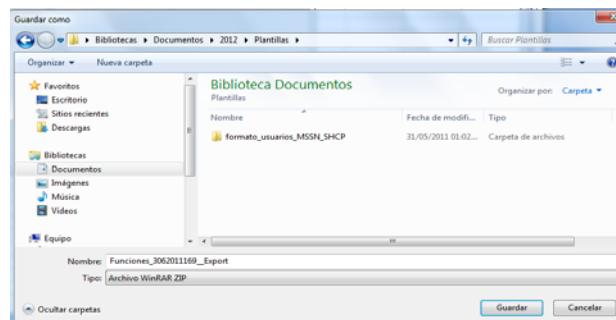 Guardar como
Bibliotecas ▸ Documentos ▸ 2012 ▸ Plantillas ▸
Buscar Plantillas
Organizar ▾ Nueva carpeta
Favoritos
Escritorio
Sitios recientes
Descargas
Bibliotecas
Documentos
Imágenes
Música
Vídeos
Equipo
Biblioteca Documentos
Plantillas
Organizar por: Carpeta ▾
Nombre Fecha de modifi... Tipo
formato_usuarios_MSSN_SHCP 31/05/2011 01:02... Carpeta de archivos
Nombre: Funciones_3062011169__Export
Tipo: Archivo WinRAR ZIP
Ocultar carpetas Guardar Cancelar